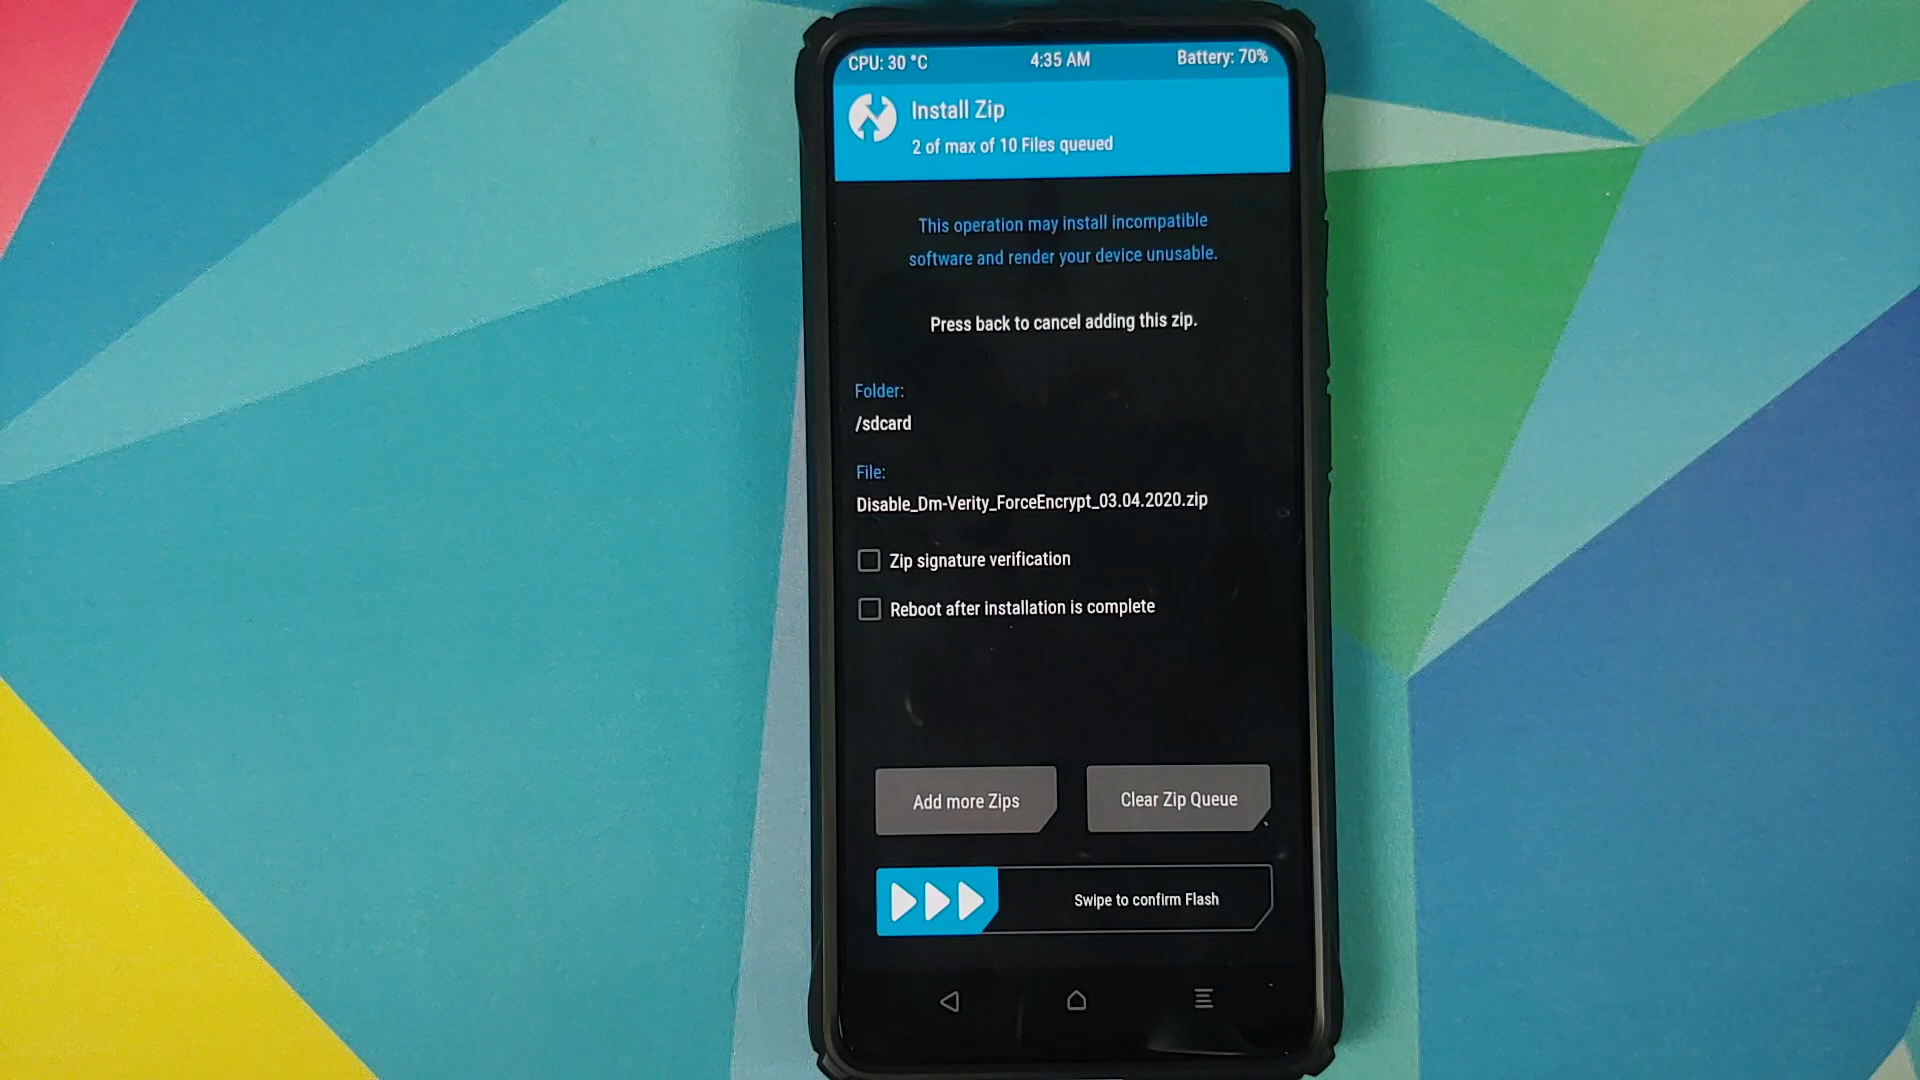 CPU: 30 °C 4:35 AM Battery: 70%
Install Zip
2 of max of 10 Files queued
This operation may install incompatible
software and render your device unusable.
Press back to cancel adding this zip.
Folder:
/sdcard
File:
Disable_Dm-Verity_ForceEncrypt_03.04.2020.zip
Zip signature verification
Reboot after installation is complete
Add more Zips Clear Zip Queue
Swipe to confirm Flash